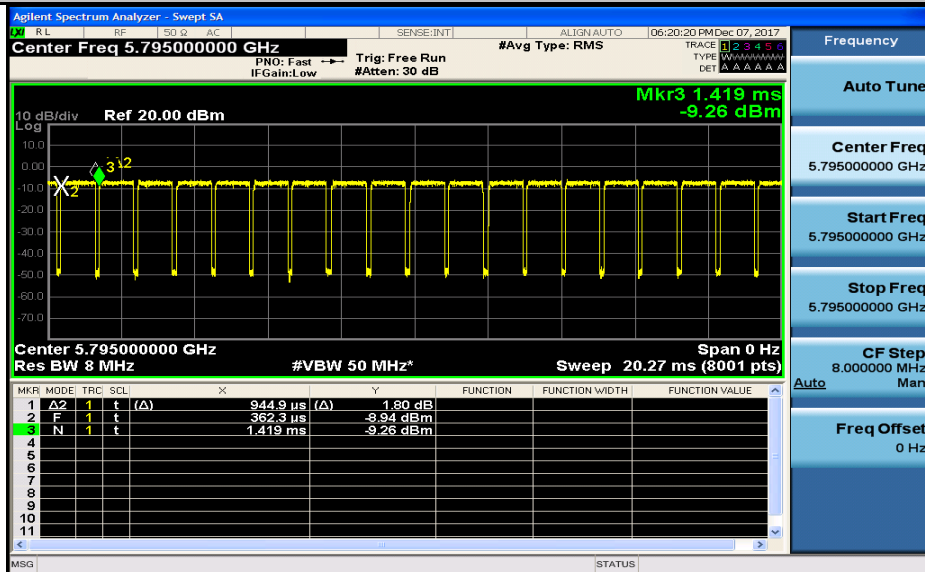 Agilent Spectrum Analyzer - Swept SA
LXI RL RF 50 Ω AC SENSE:INT ALIGN AUTO 06:20:20 PM Dec 07, 2017
Center Freq 5.795000000 GHz
#Avg Type: RMS
TRACE 1 2 3 4 5 6
PNO: Fast Trig: Free Run
TYPE WWWWWW
IFGain:Low #Atten: 30 dB
DET A A A A A A
Mkr3 1.419 ms
10 dB/div Ref 20.00 dBm -9.26 dBm
Log
10.0
0.00
-10.0
-20.0
-30.0
-40.0
-50.0
-60.0
-70.0
2
3
Center 5.795000000 GHz Span 0 Hz
Res BW 8 MHz #VBW 50 MHz* Sweep 20.27 ms (8001 pts)
MKR MODE TRC SCL X Y FUNCTION FUNCTION WIDTH FUNCTION VALUE
1 Δ2 1 t (Δ) 944.9 µs (Δ) 1.80 dB
2 F 1 t 362.3 µs -8.94 dBm
3 N 1 t 1.419 ms -9.26 dBm
4
5
6
7
8
9
10
11
MSG STATUS
Frequency
Auto Tune
Center Freq
5.795000000 GHz
Start Freq
5.795000000 GHz
Stop Freq
5.795000000 GHz
CF Step
8.000000 MHz
Auto Man
Freq Offset
0 Hz